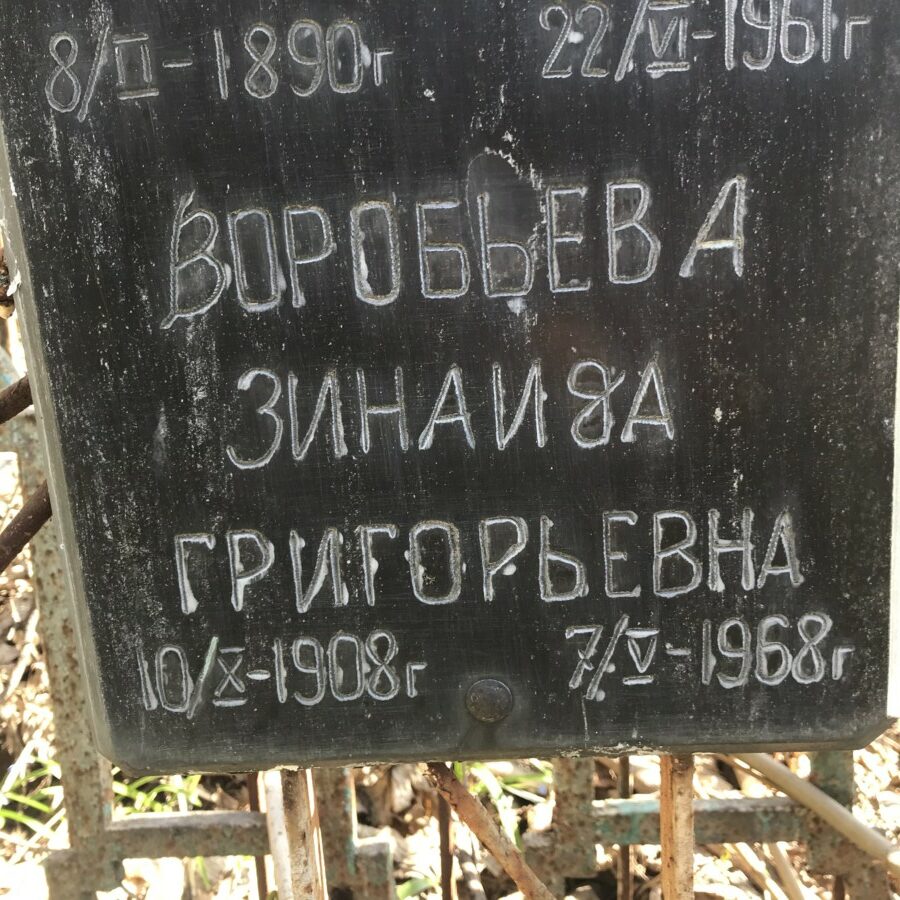 8/II-1890г 22/VI-1961г
ВОРОБЬЕВА
ЗИНАИДА
ГРИГОРЬЕВНА
10/X-1908г 7/V-1968г